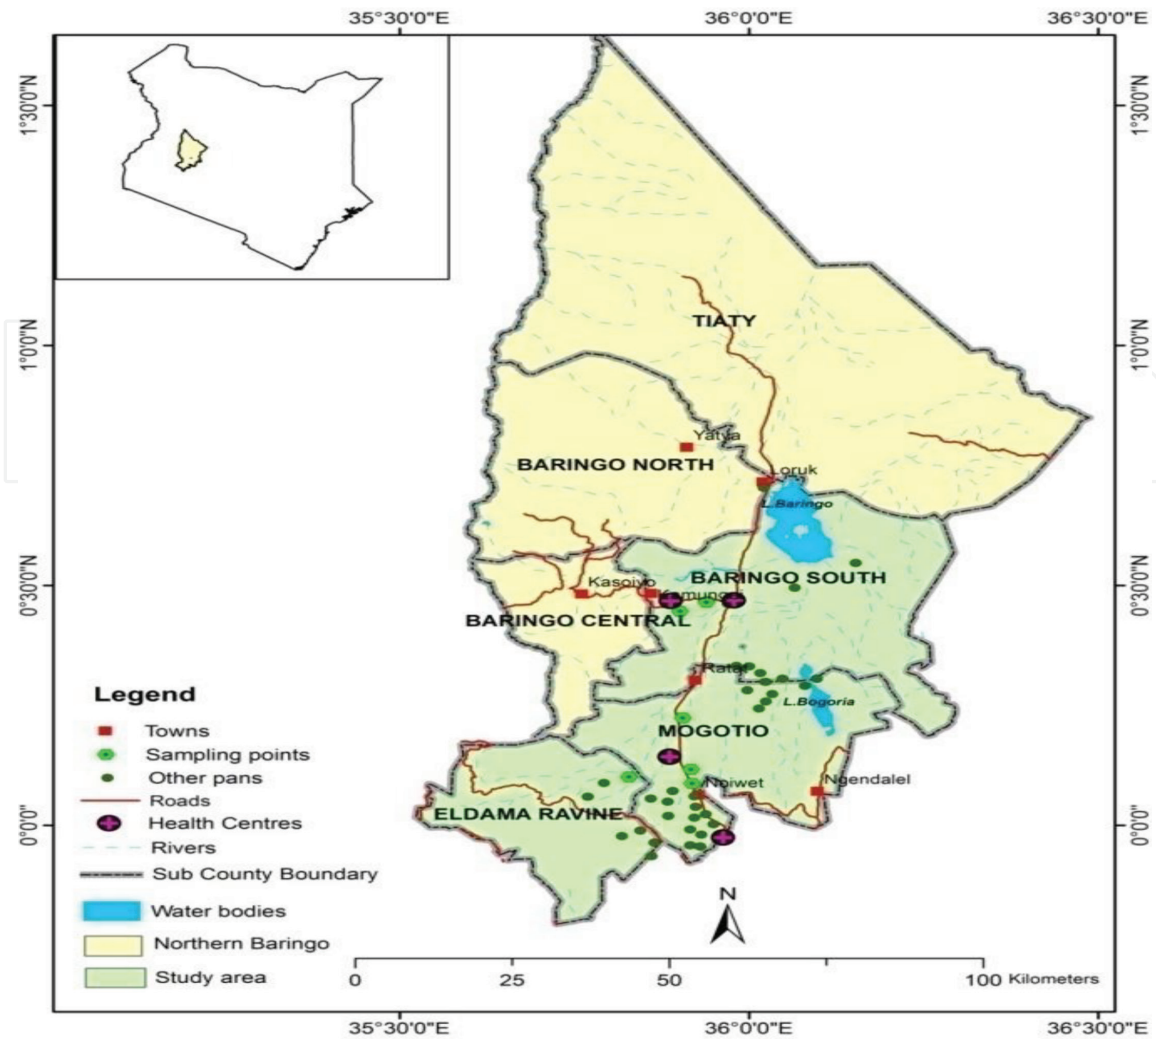 35°30'0"E 36°0'0"E 36°30'0"E
1°30'0"N
1°30'0"N
1°0'0"N
1°0'0"N
0°30'0"N
0°30'0"N
0°0'0"
0°0'0"
TIATY
Yatya
BARINGO NORTH
Loruk
L.Baringo
BARINGO SOUTH
Kasoiyo
BARINGO CENTRAL
L.Bogoria
MOGOTIO
Noiwet
Ngendalel
ELDAMA RAVINE
Legend
Towns
Sampling points
Other pans
Roads
Health Centres
Rivers
Sub County Boundary
Water bodies
Northern Baringo
Study area
N
0 25 50 100 Kilometers
35°30'0"E 36°0'0"E 36°30'0"E